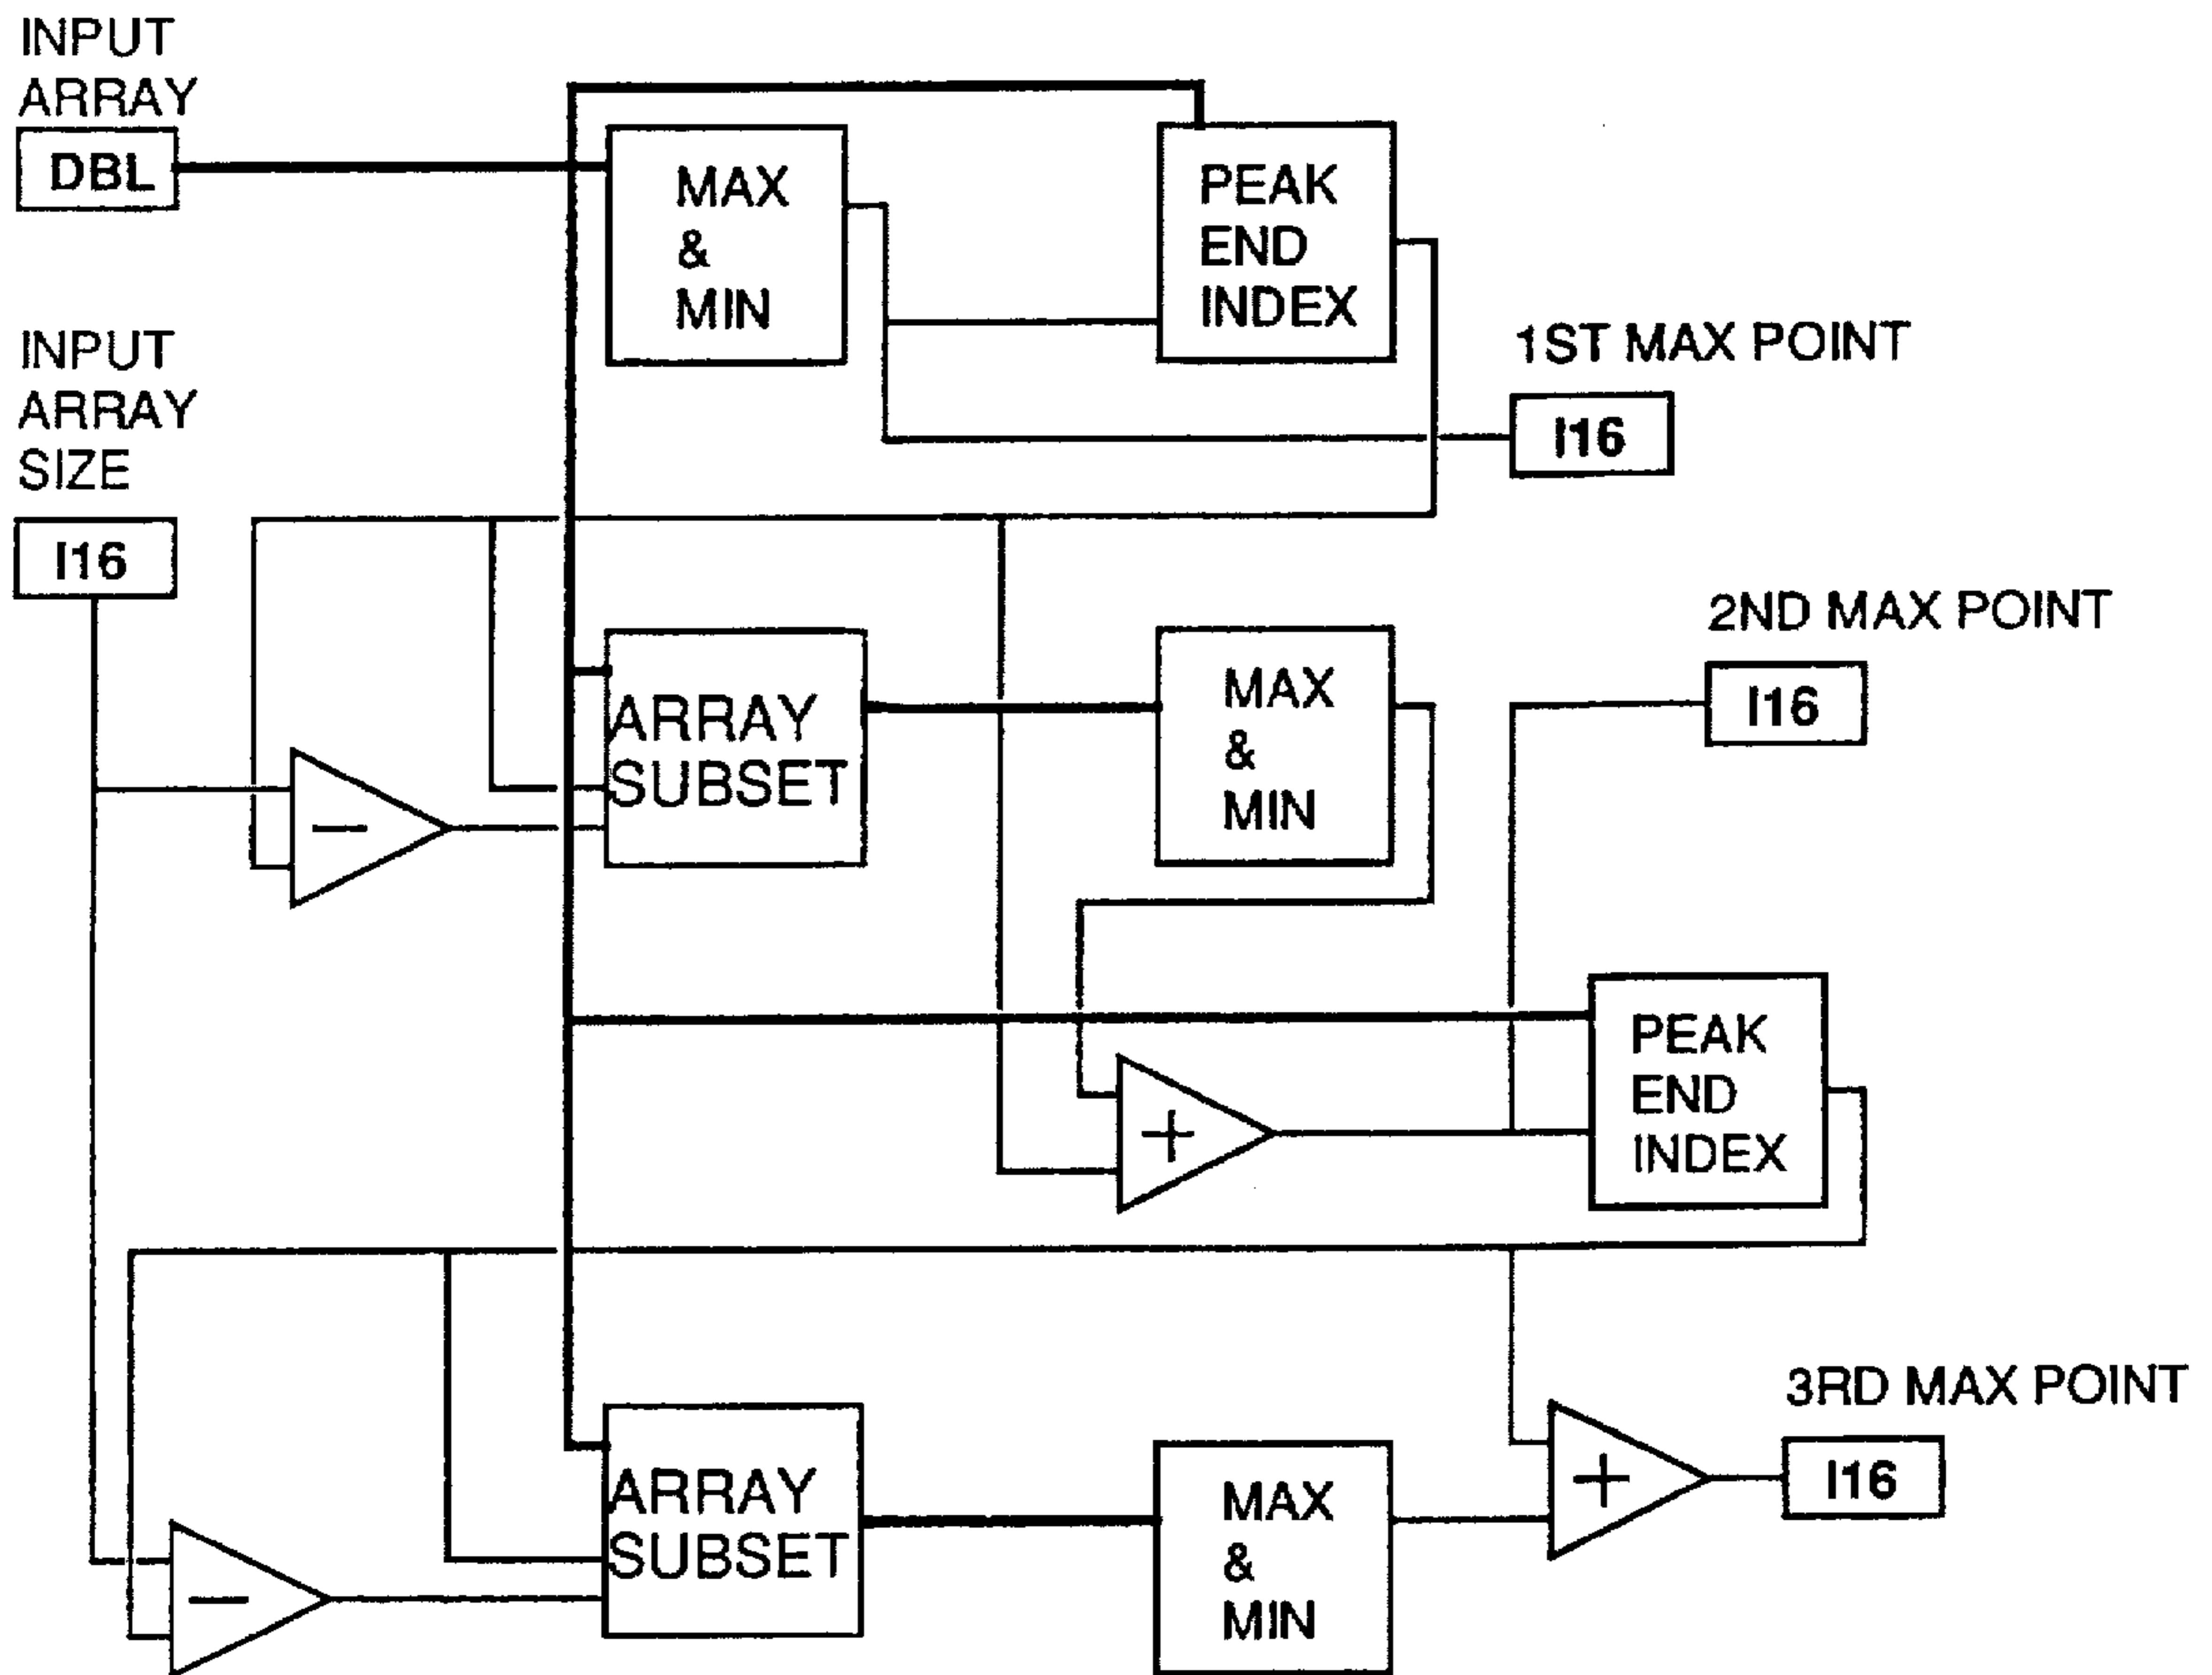 INPUT
ARRAY
DBL
MAX
&
MIN
PEAK
END
INDEX
1ST MAX POINT
I16
INPUT
ARRAY
SIZE
I16
ARRAY
SUBSET
MAX
&
MIN
2ND MAX POINT
I16
−
+
PEAK
END
INDEX
ARRAY
SUBSET
MAX
&
MIN
3RD MAX POINT
I16
+
−